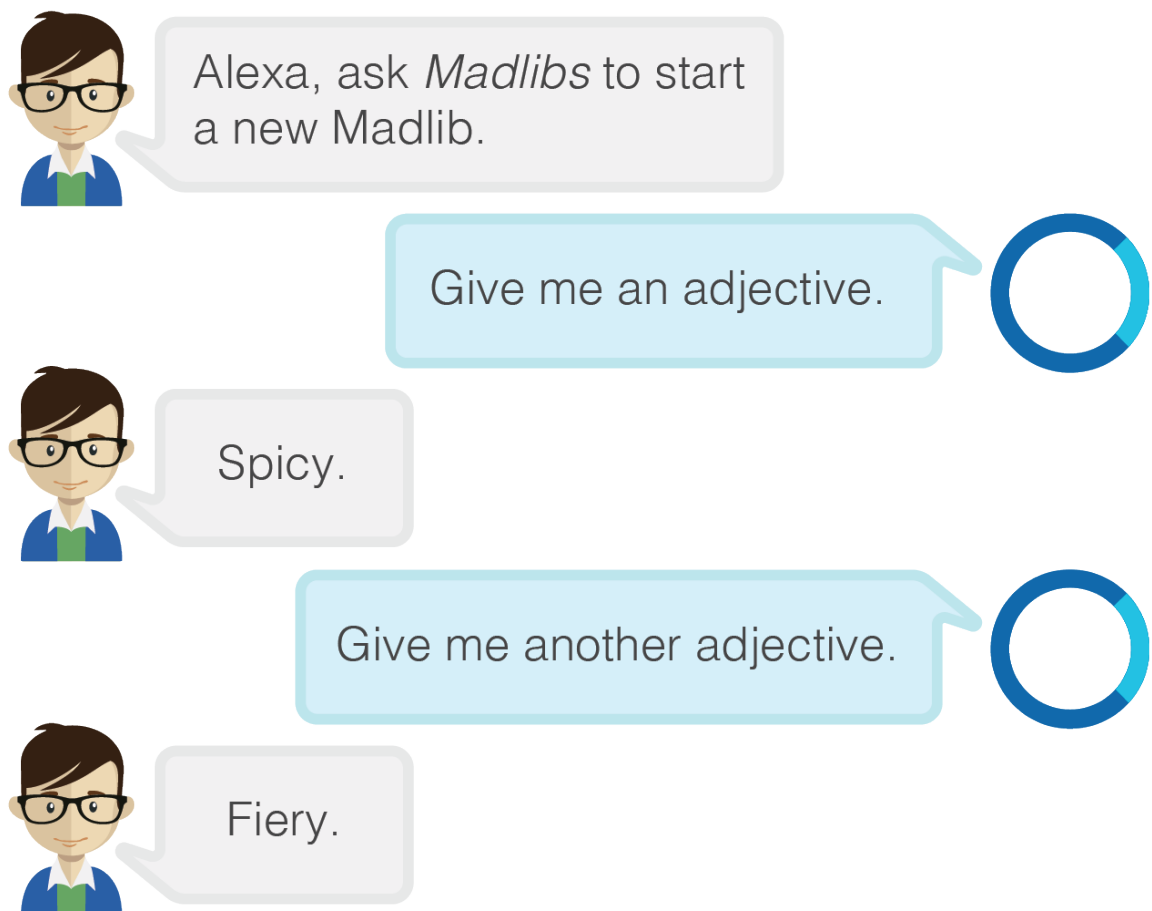 Alexa, ask Madlibs to start
a new Madlib.
Give me an adjective.
Spicy.
Give me another adjective.
Fiery.